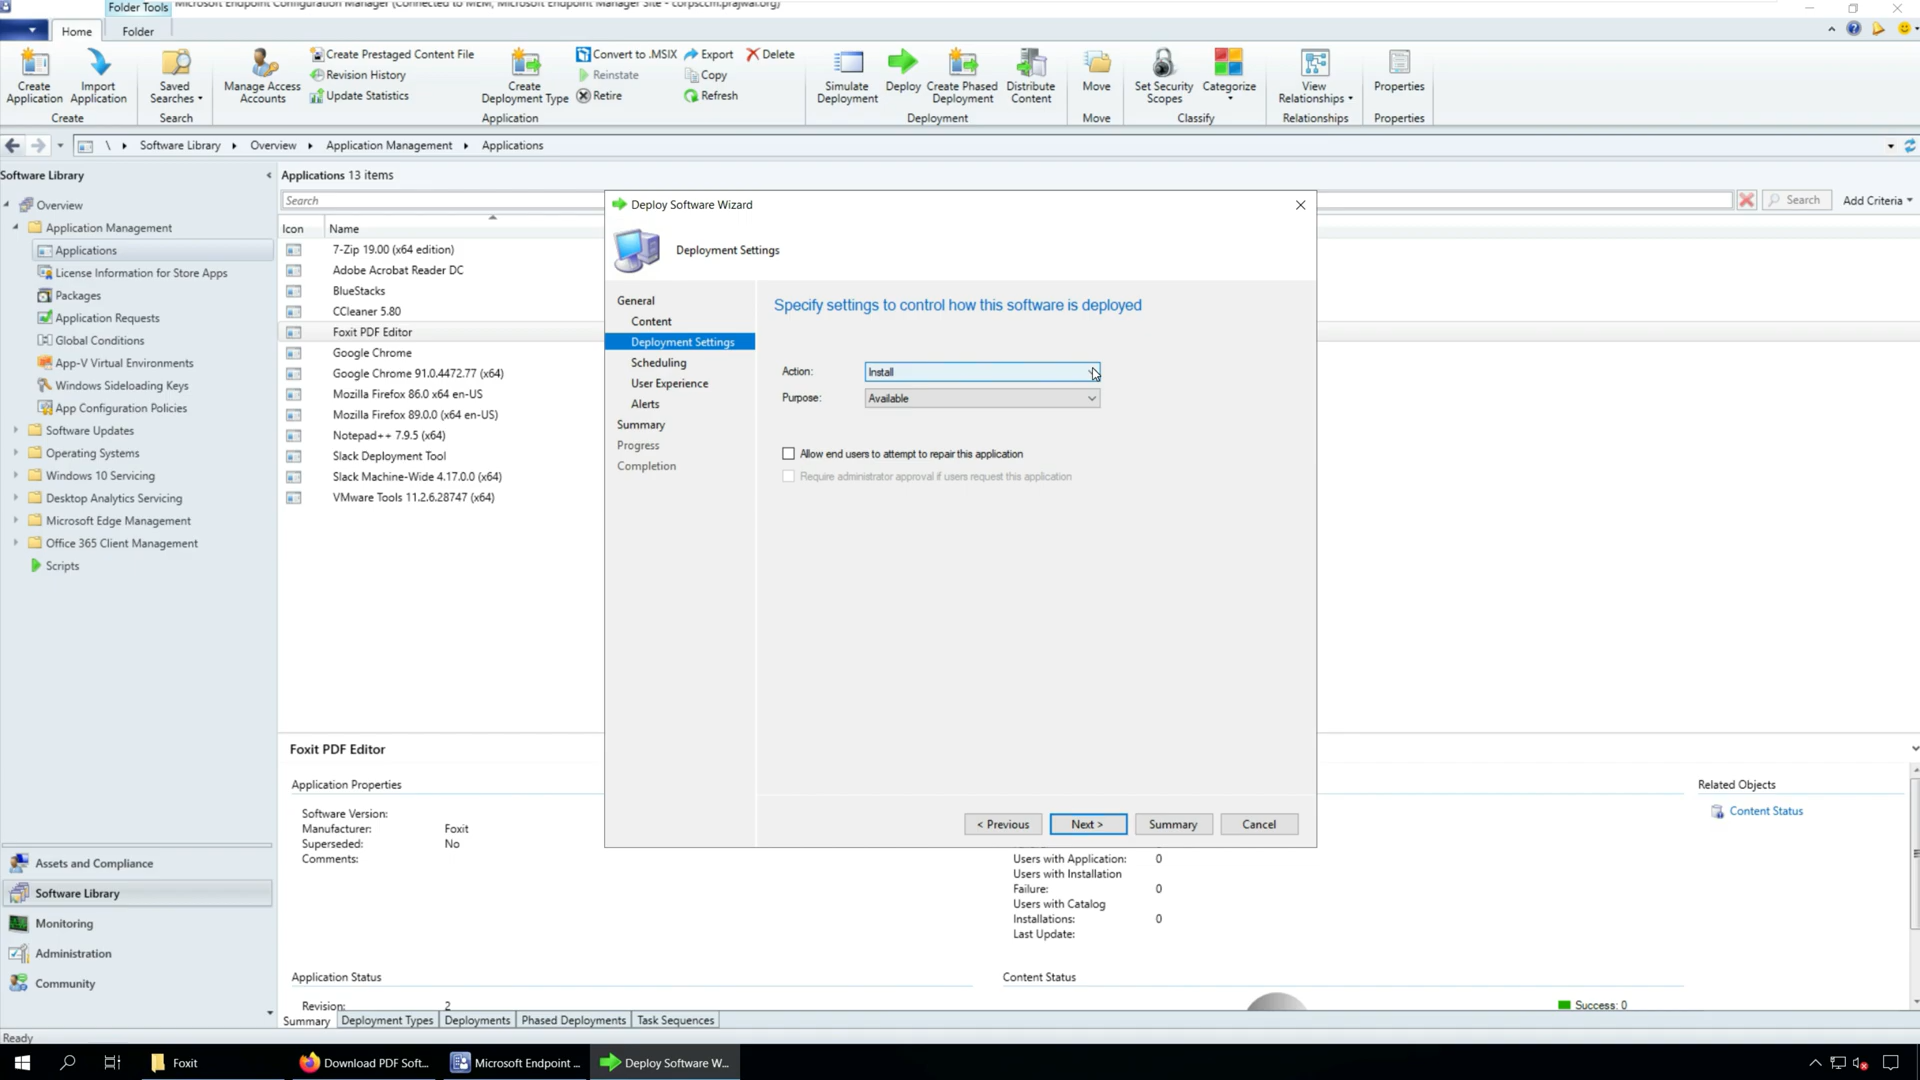 Folder Tools
Microsoft Endpoint Configuration Manager (Connected to MEM, Microsoft Endpoint Manager Site - corpsccm.prajwal.org)
Home
Folder
Create Application
Import Application
Create
Saved Searches
Search
Manage Access Accounts
Create Prestaged Content File
Revision History
Update Statistics
Create Deployment Type
Convert to .MSIX
Reinstate
Retire
Export
Copy
Refresh
Delete
Application
Simulate Deployment
Deploy
Create Phased Deployment
Distribute Content
Deployment
Move
Move
Set Security Scopes
Categorize
Classify
View Relationships
Relationships
Properties
Properties
\ Software Library Overview Application Management Applications
Software Library
Overview
Application Management
Applications
License Information for Store Apps
Packages
Application Requests
Global Conditions
App-V Virtual Environments
Windows Sideloading Keys
App Configuration Policies
Software Updates
Operating Systems
Windows 10 Servicing
Desktop Analytics Servicing
Microsoft Edge Management
Office 365 Client Management
Scripts
Assets and Compliance
Software Library
Monitoring
Administration
Community
Applications 13 items
Search
Search
Add Criteria
Icon Name
7-Zip 19.00 (x64 edition)
Adobe Acrobat Reader DC
BlueStacks
CCleaner 5.80
Foxit PDF Editor
Google Chrome
Google Chrome 91.0.4472.77 (x64)
Mozilla Firefox 86.0 x64 en-US
Mozilla Firefox 89.0.0 (x64 en-US)
Notepad++ 7.9.5 (x64)
Slack Deployment Tool
Slack Machine-Wide 4.17.0.0 (x64)
VMware Tools 11.2.6.28747 (x64)
Deploy Software Wizard
Deployment Settings
General
Content
Deployment Settings
Scheduling
User Experience
Alerts
Summary
Progress
Completion
Specify settings to control how this software is deployed
Action: Install
Purpose: Available
Allow end users to attempt to repair this application
Require administrator approval if users request this application
< Previous
Next >
Summary
Cancel
Foxit PDF Editor
Application Properties
Software Version:
Manufacturer: Foxit
Superseded: No
Comments:
Users with Application: 0
Users with Installation
Failure: 0
Users with Catalog
Installations: 0
Last Update:
Related Objects
Content Status
Application Status
Revision: 2
Content Status
Success: 0
Summary
Deployment Types
Deployments
Phased Deployments
Task Sequences
Ready
Foxit
Download PDF Soft...
Microsoft Endpoint ...
Deploy Software W...